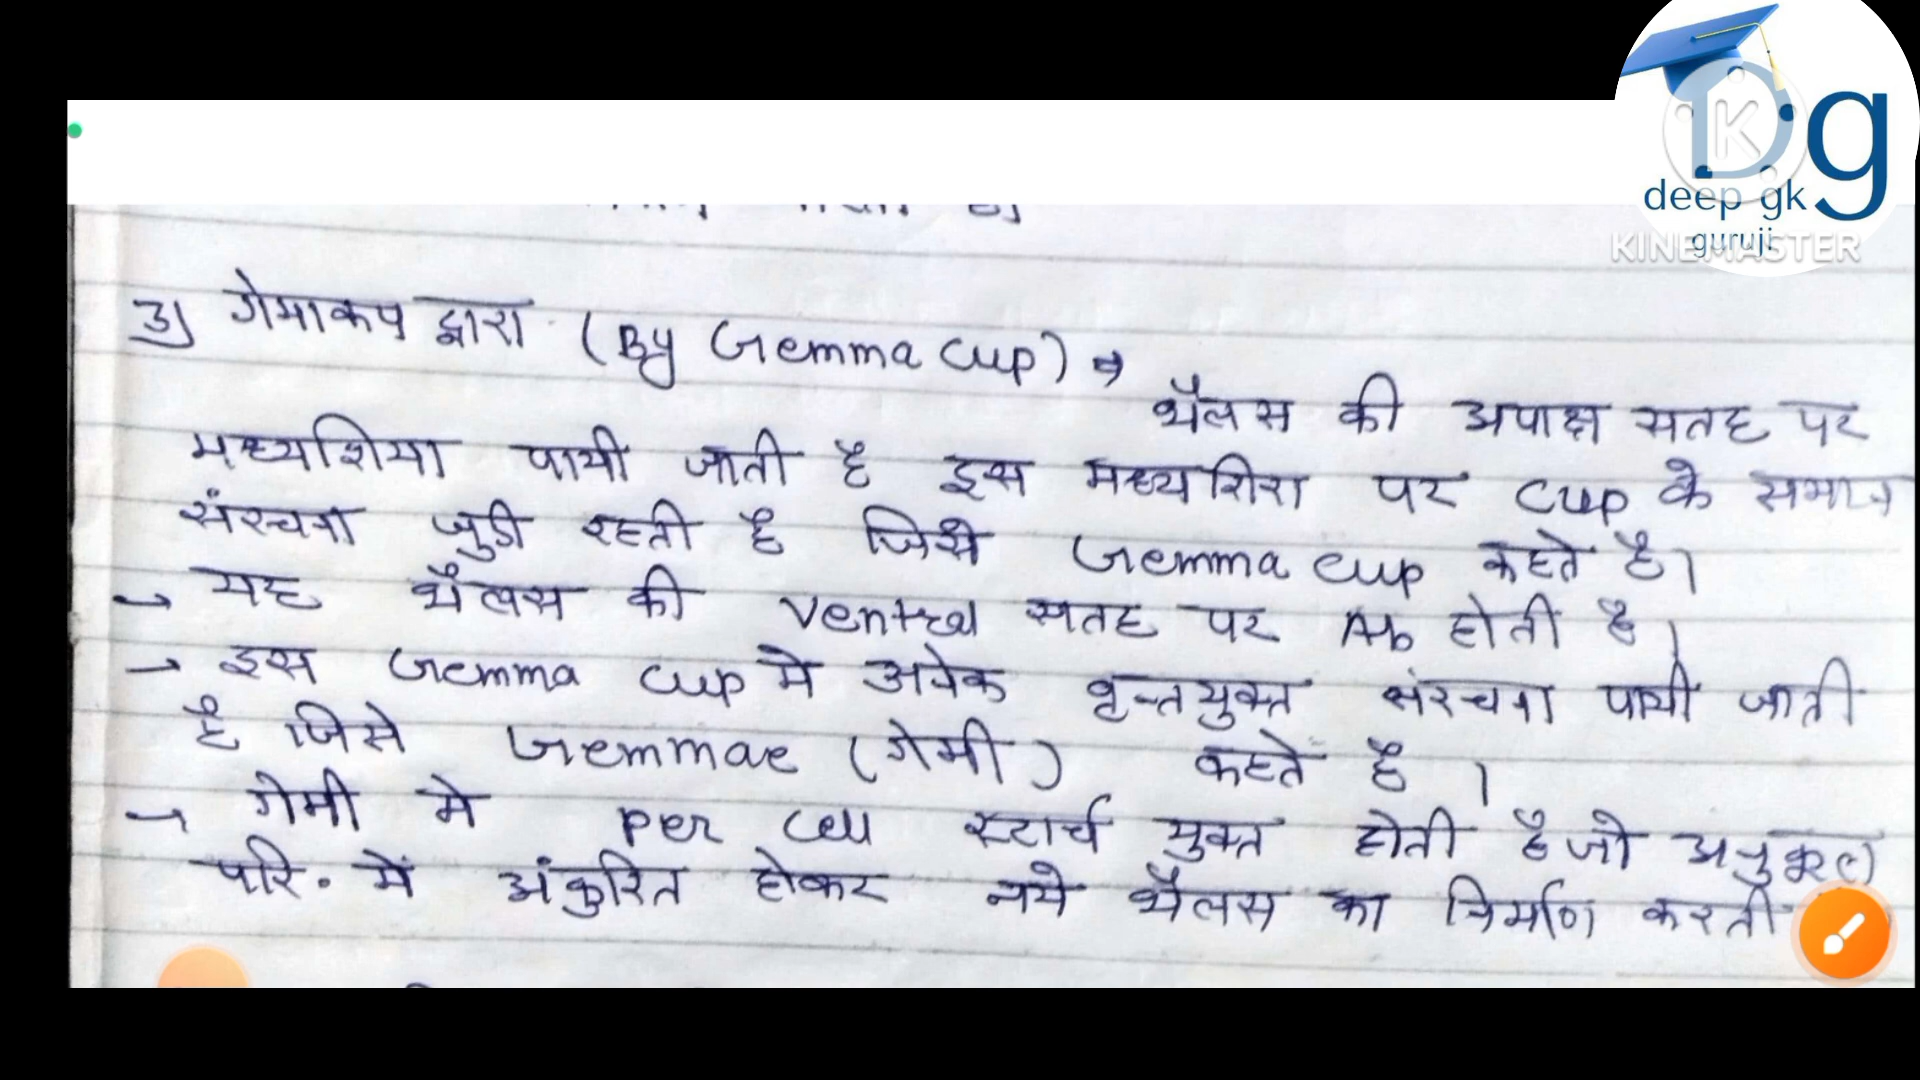 deep gk
guruji
KINEMASTER
3) गेमाकप द्वारा (By Gemma cup) →
थैलस की अपाक्ष सतह पर
मध्यशिरा पायी जाती है इस मध्यशिरा पर cup के समान
संरचना जुडी रहती है जिसे Gemma cup कहते है।
→ यह थैलस की ventral सतह पर Ab होती है।
→ इस Gemma cup मे अनेक वृन्तयुक्त संरचना पायी जाती
है जिसे Gemmae (गेमी) कहते है।
→ गेमी मे per cell स्टार्च युक्त होती है जो अनुकूल
परि. में अंकुरित होकर नये थैलस का निर्माण करती